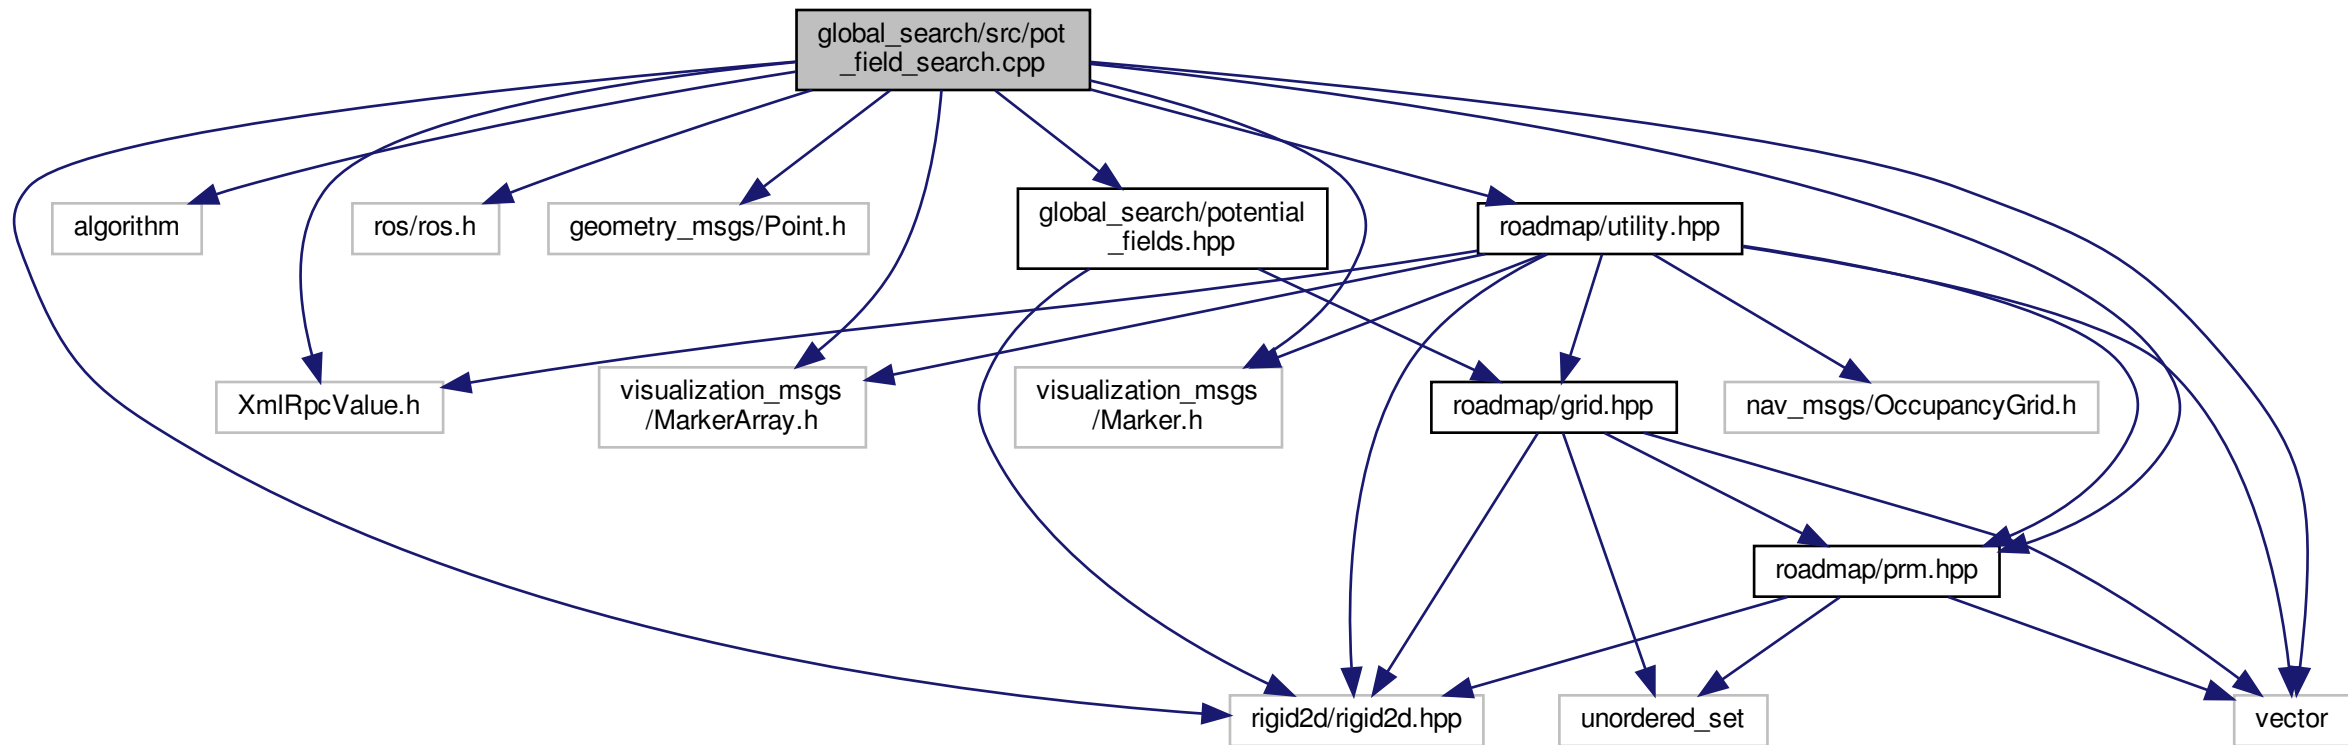 global_search/src/pot
_field_search.cpp
algorithm
ros/ros.h
geometry_msgs/Point.h
global_search/potential
_fields.hpp
roadmap/utility.hpp
XmlRpcValue.h
visualization_msgs
/MarkerArray.h
visualization_msgs
/Marker.h
roadmap/grid.hpp
nav_msgs/OccupancyGrid.h
roadmap/prm.hpp
rigid2d/rigid2d.hpp
unordered_set
vector